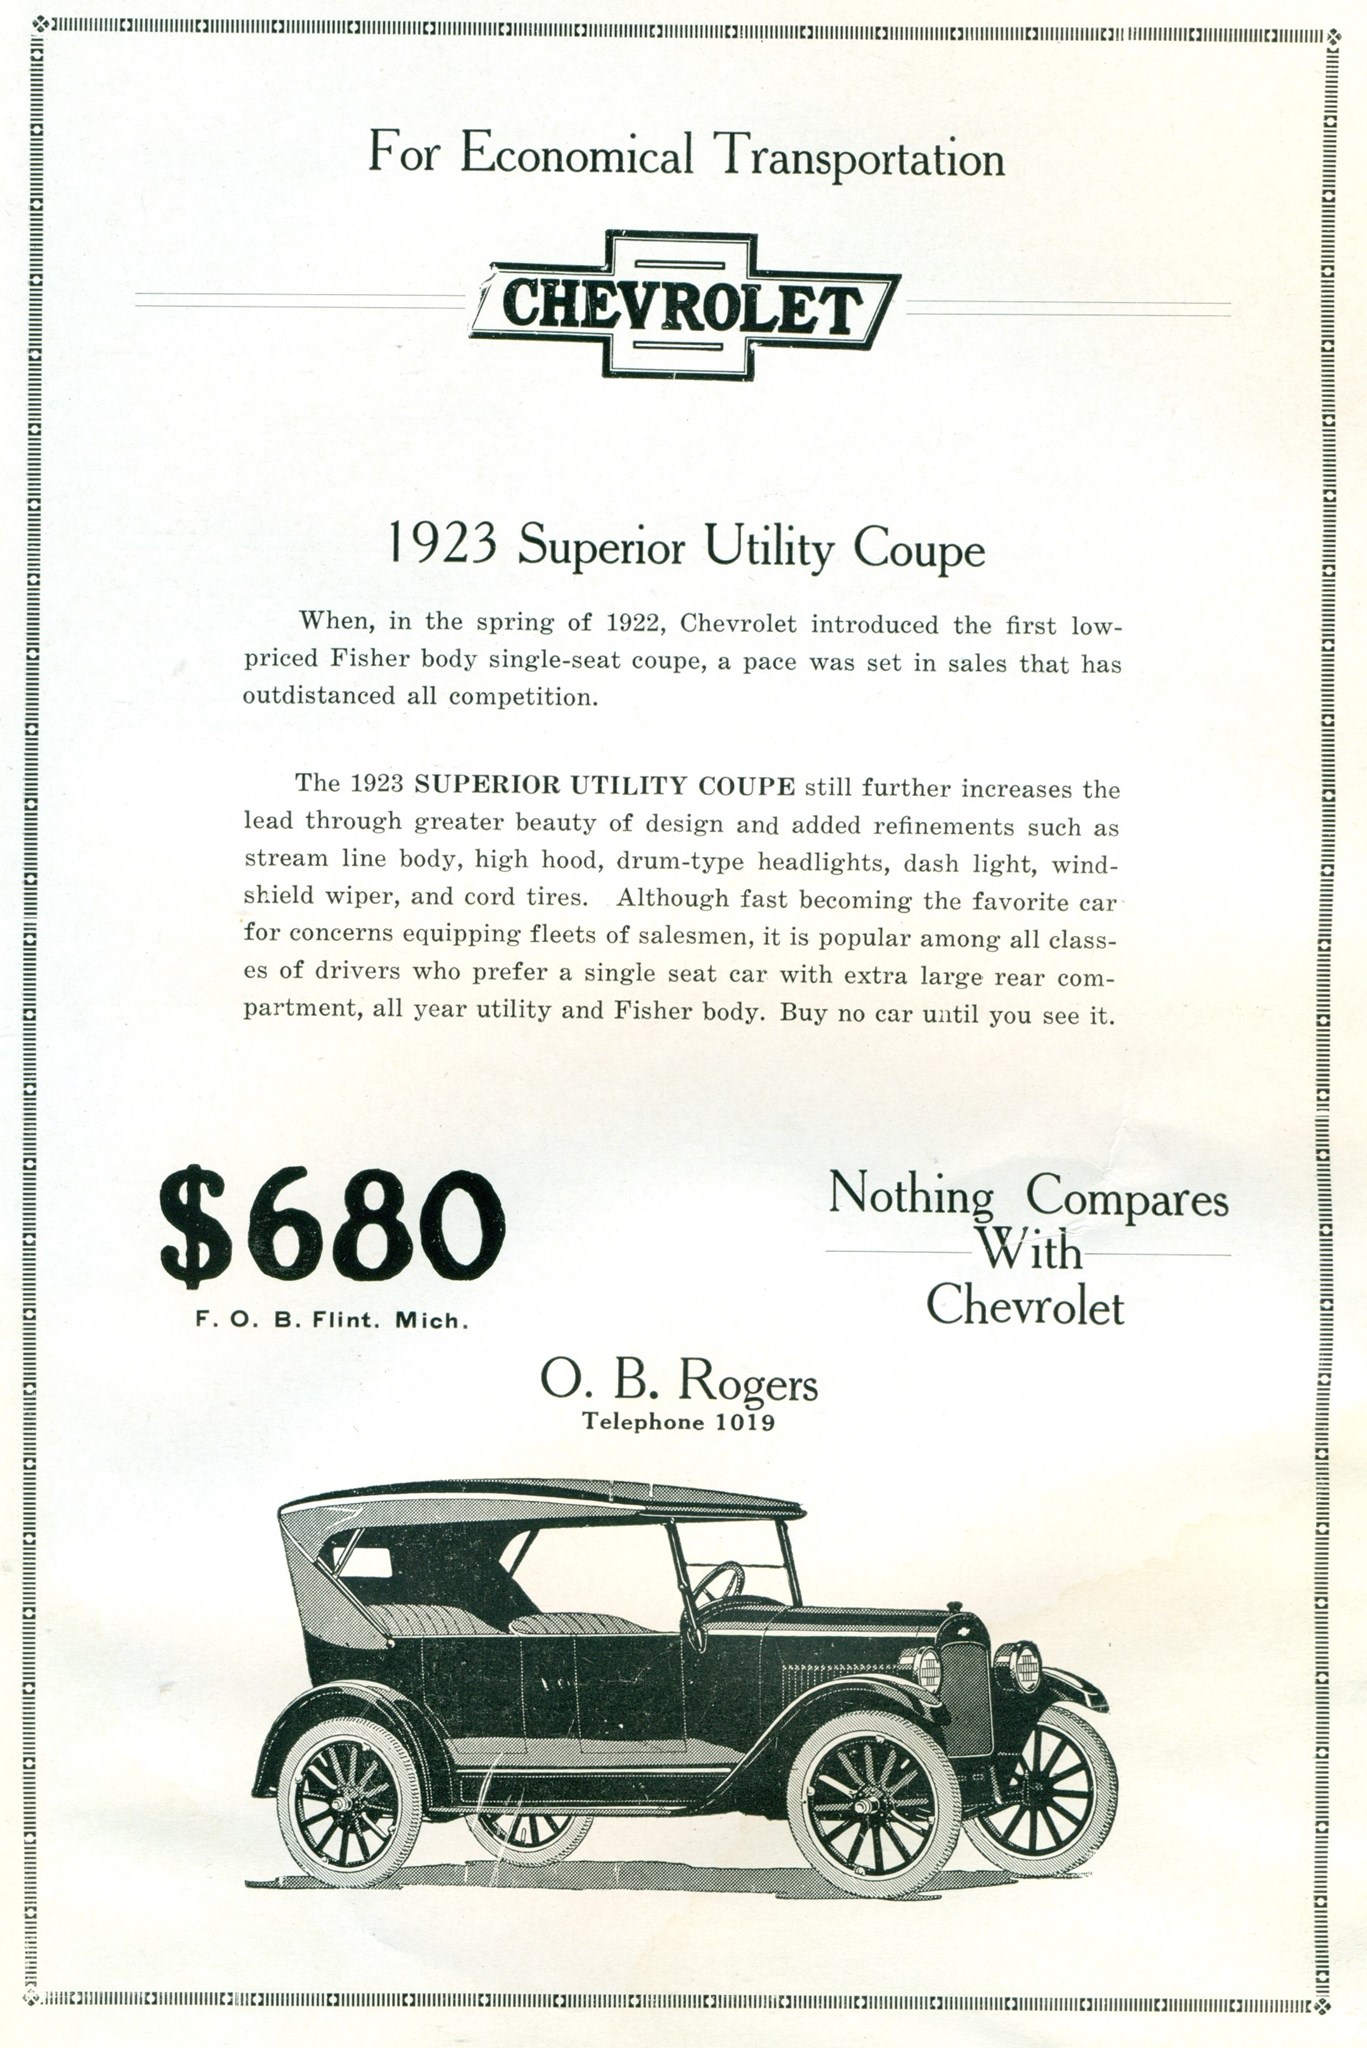 For Economical Transportation
CHEVROLET
1923 Superior Utility Coupe
When, in the spring of 1922, Chevrolet introduced the first low-
priced Fisher body single-seat coupe, a pace was set in sales that has
outdistanced all competition.
The 1923 SUPERIOR UTILITY COUPE still further increases the
lead through greater beauty of design and added refinements such as
stream line body, high hood, drum-type headlights, dash light, wind-
shield wiper, and cord tires. Although fast becoming the favorite car
for concerns equipping fleets of salesmen, it is popular among all class-
es of drivers who prefer a single seat car with extra large rear com-
partment, all year utility and Fisher body. Buy no car until you see it.
$680
F. O. B. Flint. Mich.
Nothing Compares
With
Chevrolet
O. B. Rogers
Telephone 1019